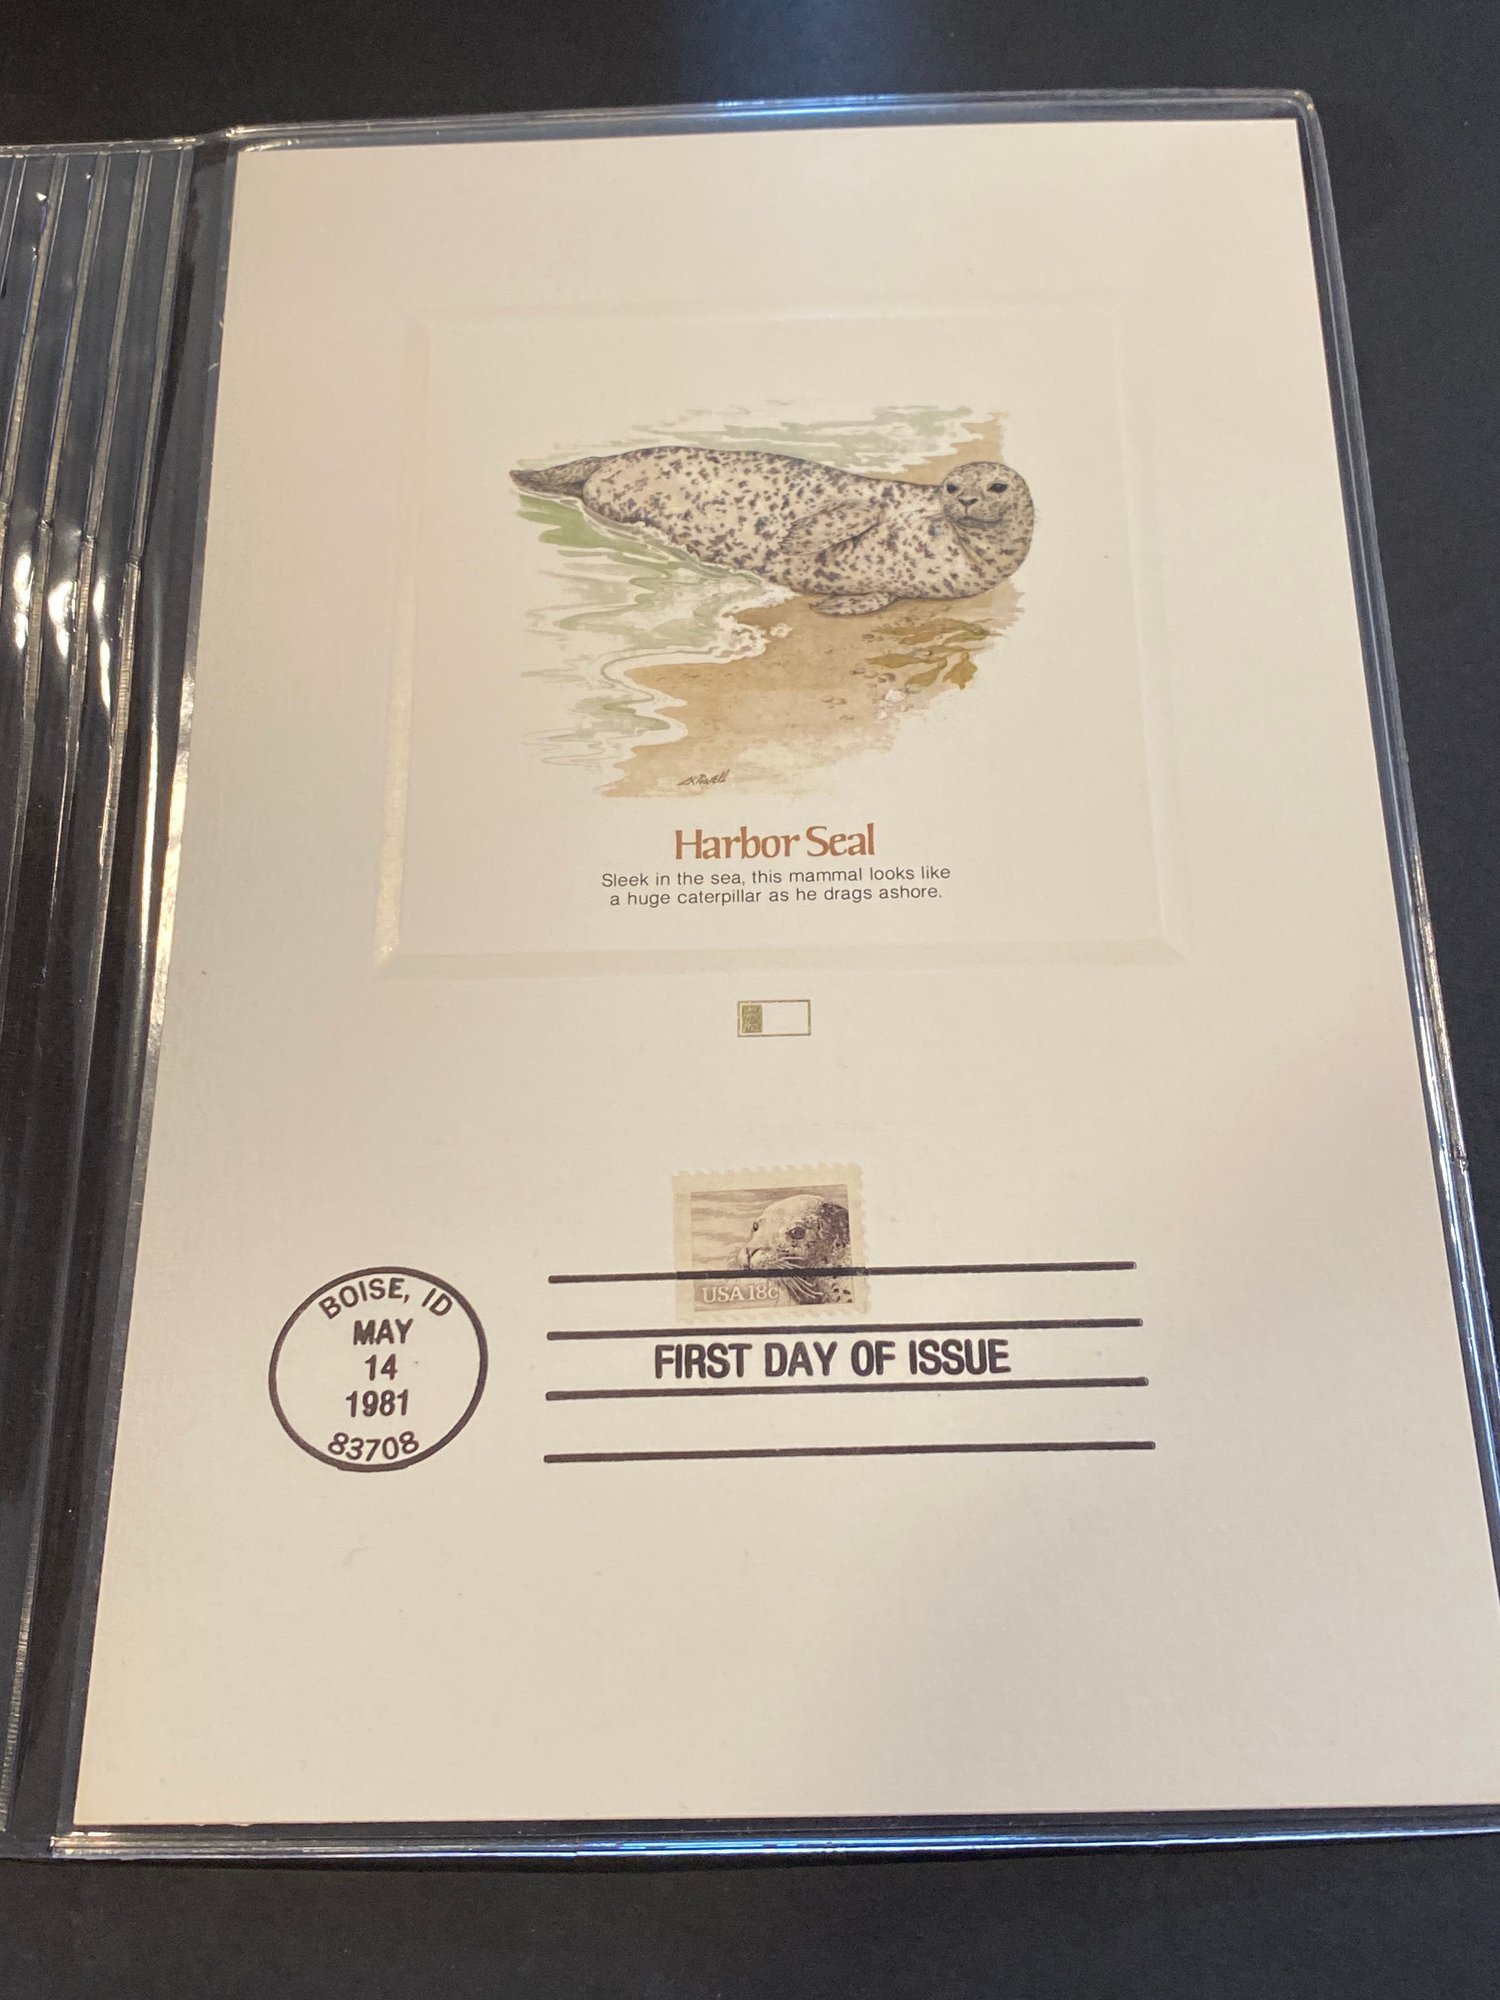 Harbor Seal
Sleek in the sea, this mammal looks like
a huge caterpillar as he drags ashore.
USA 18c
BOISE, ID
MAY
14
1981
83708
FIRST DAY OF ISSUE